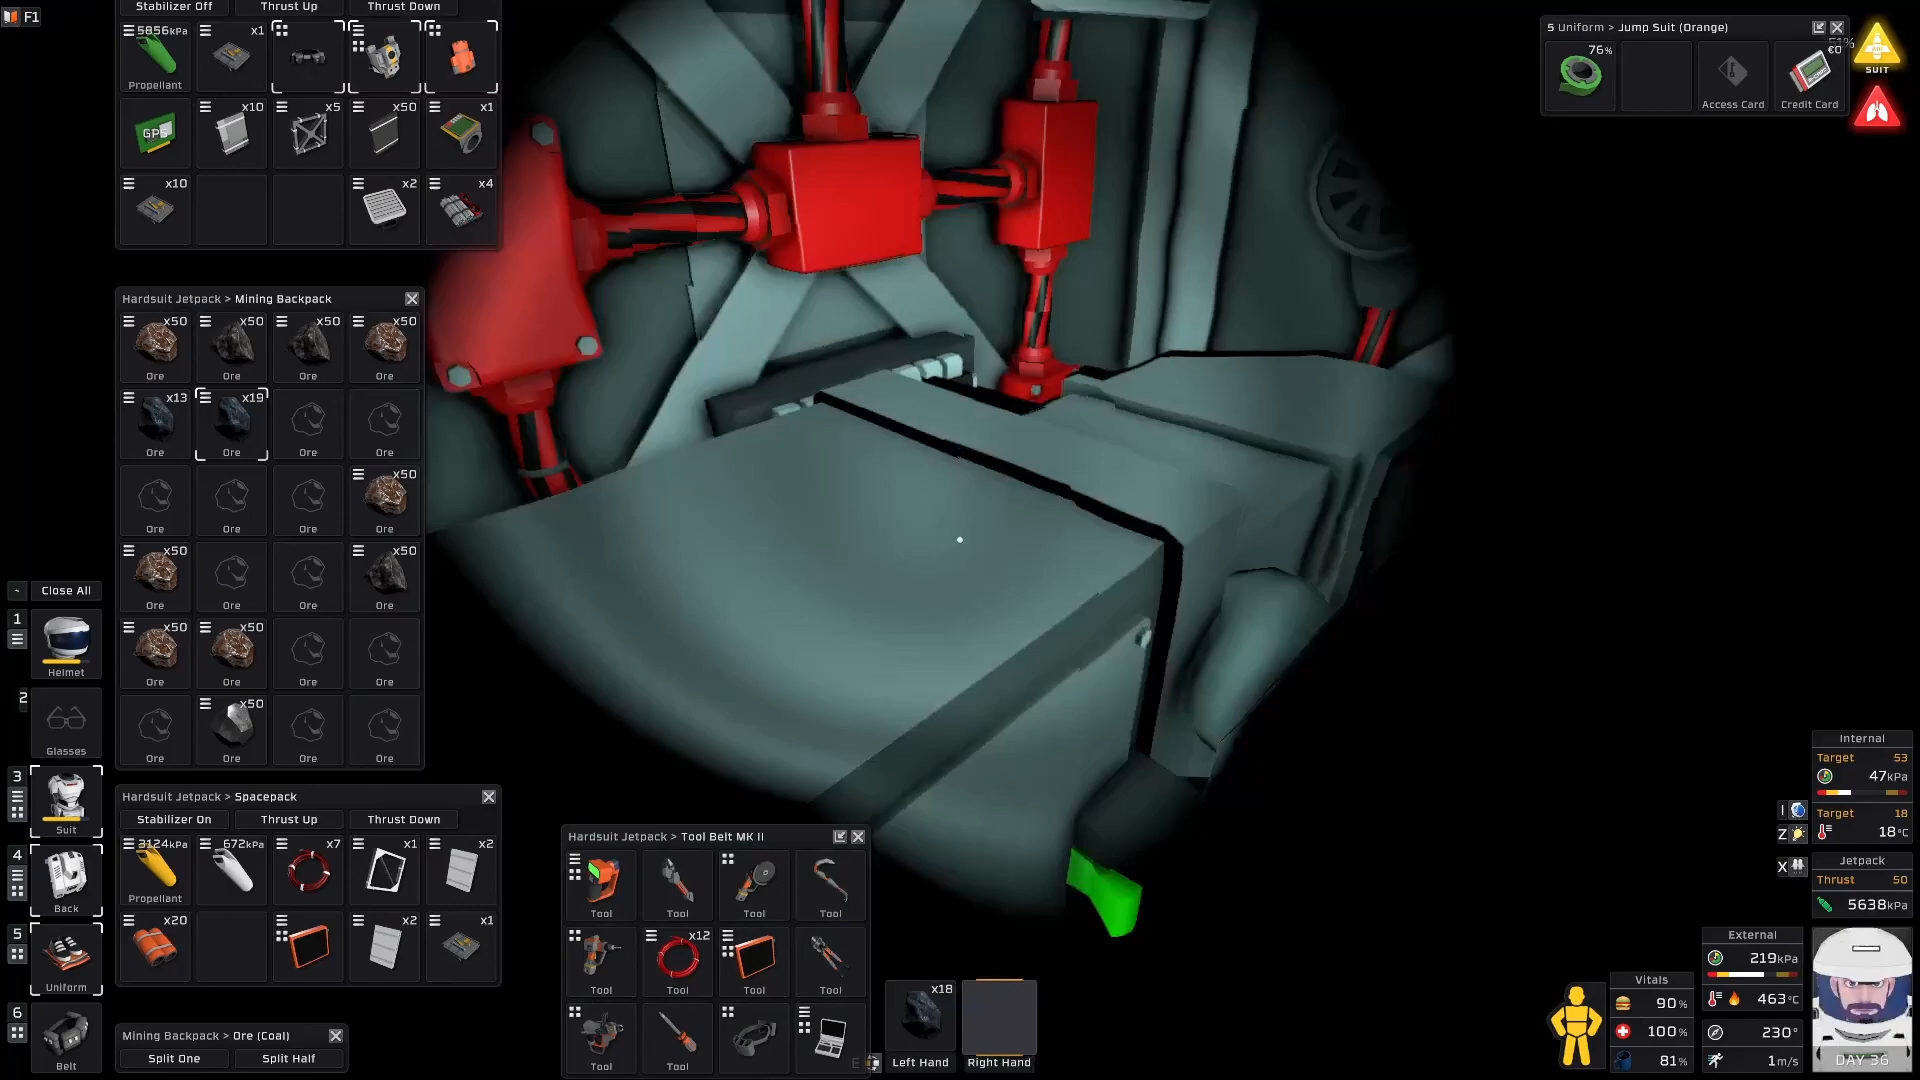 F1
Stabilizer Off Thrust Up Thrust Down
5856kPa x1
Propellant
GPS x10 x5 x50 x1
x10 x2 x4
Hardsuit Jetpack > Mining Backpack
x50 x50 x50 x50
Ore Ore Ore Ore
x13 x19
Ore Ore Ore Ore
x50
Ore Ore Ore Ore
x50 x50
Ore Ore Ore Ore
x50 x50
Ore Ore Ore Ore
x50
Ore Ore Ore Ore
~ Close All
1
Helmet
2
Glasses
3
Suit
4
Back
5
Uniform
6
Belt
Hardsuit Jetpack > Spacepack
Stabilizer On Thrust Up Thrust Down
3124kPa 672kPa x7 x1 x2
Propellant
x20 x2 x1
Mining Backpack > Ore (Coal)
Split One Split Half
Hardsuit Jetpack > Tool Belt MK II
Tool Tool Tool Tool
x12
Tool Tool Tool Tool
Tool Tool Tool
E
x18
Left Hand Right Hand
5 Uniform > Jump Suit (Orange)
76% €0
Access Card Credit Card
SUIT
Internal
Target 53
47kPa
Target 18
18°C
I
Z
X
Jetpack
Thrust 50
5638kPa
External
219kPa
463°C
230°
1m/s
Vitals
90%
100%
81%
DAY 36